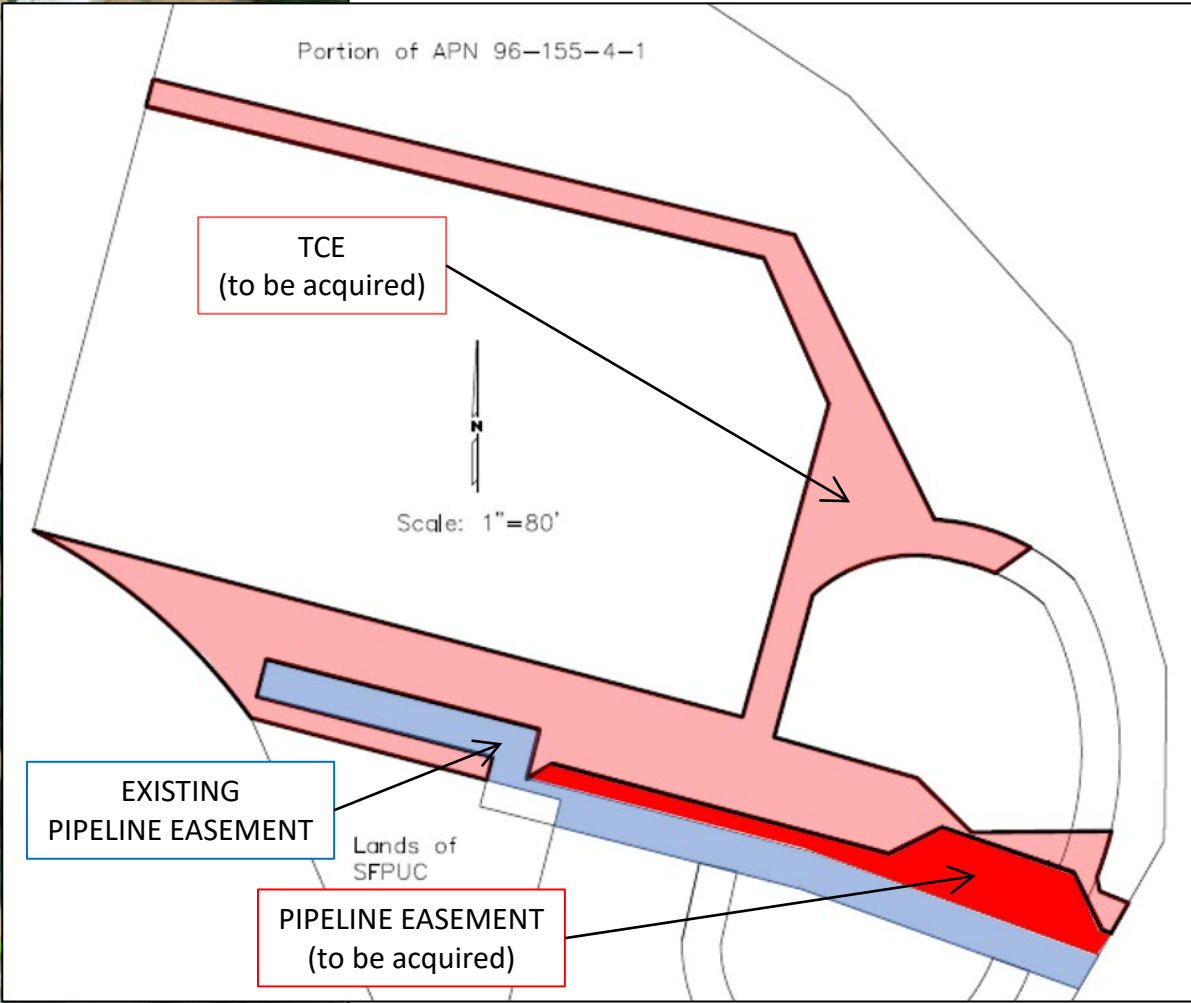 Portion of APN 96-155-4-1
TCE
(to be acquired)
N
Scale: 1"=80'
EXISTING
PIPELINE EASEMENT
Lands of
SFPUC
PIPELINE EASEMENT
(to be acquired)